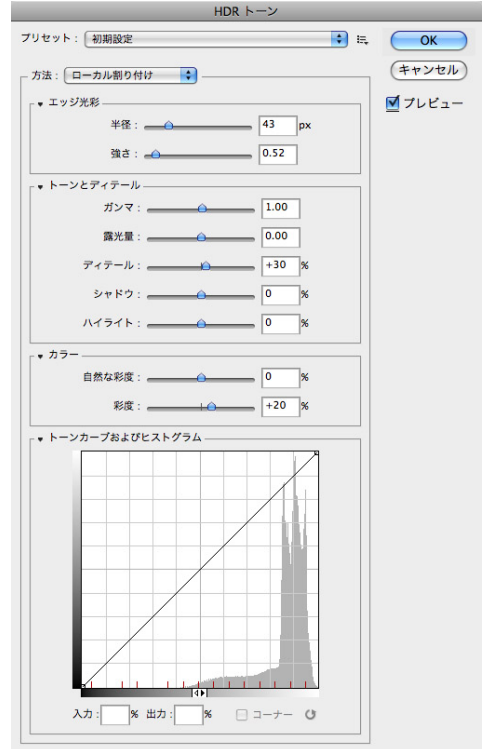 HDR トーン
プリセット： 初期設定
OK
キャンセル
プレビュー
方法： ローカル割り付け
エッジ光彩
半径： 43 px
強さ： 0.52
トーンとディテール
ガンマ： 1.00
露光量： 0.00
ディテール： +30 %
シャドウ： 0 %
ハイライト： 0 %
カラー
自然な彩度： 0 %
彩度： +20 %
トーンカーブおよびヒストグラム
入力： % 出力： % コーナー